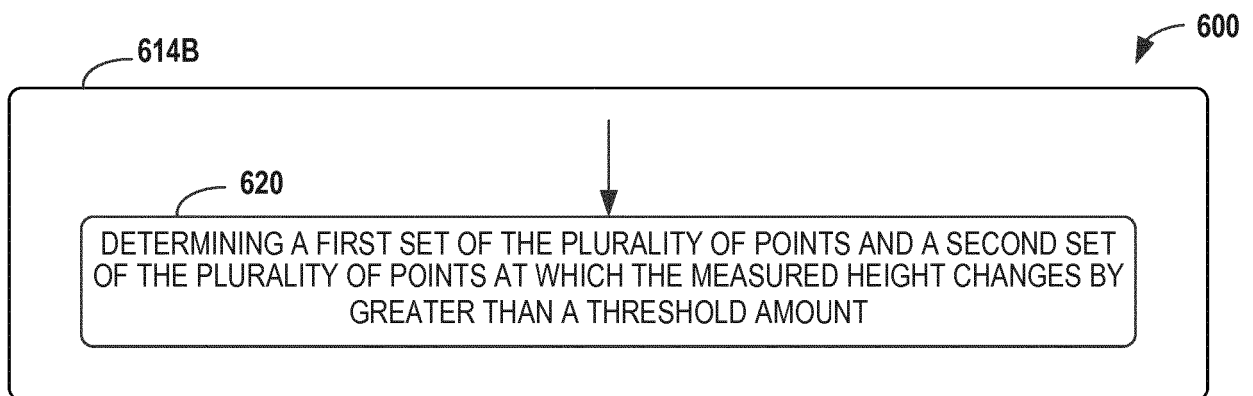 600
614B
620
DETERMINING A FIRST SET OF THE PLURALITY OF POINTS AND A SECOND SET
OF THE PLURALITY OF POINTS AT WHICH THE MEASURED HEIGHT CHANGES BY
GREATER THAN A THRESHOLD AMOUNT